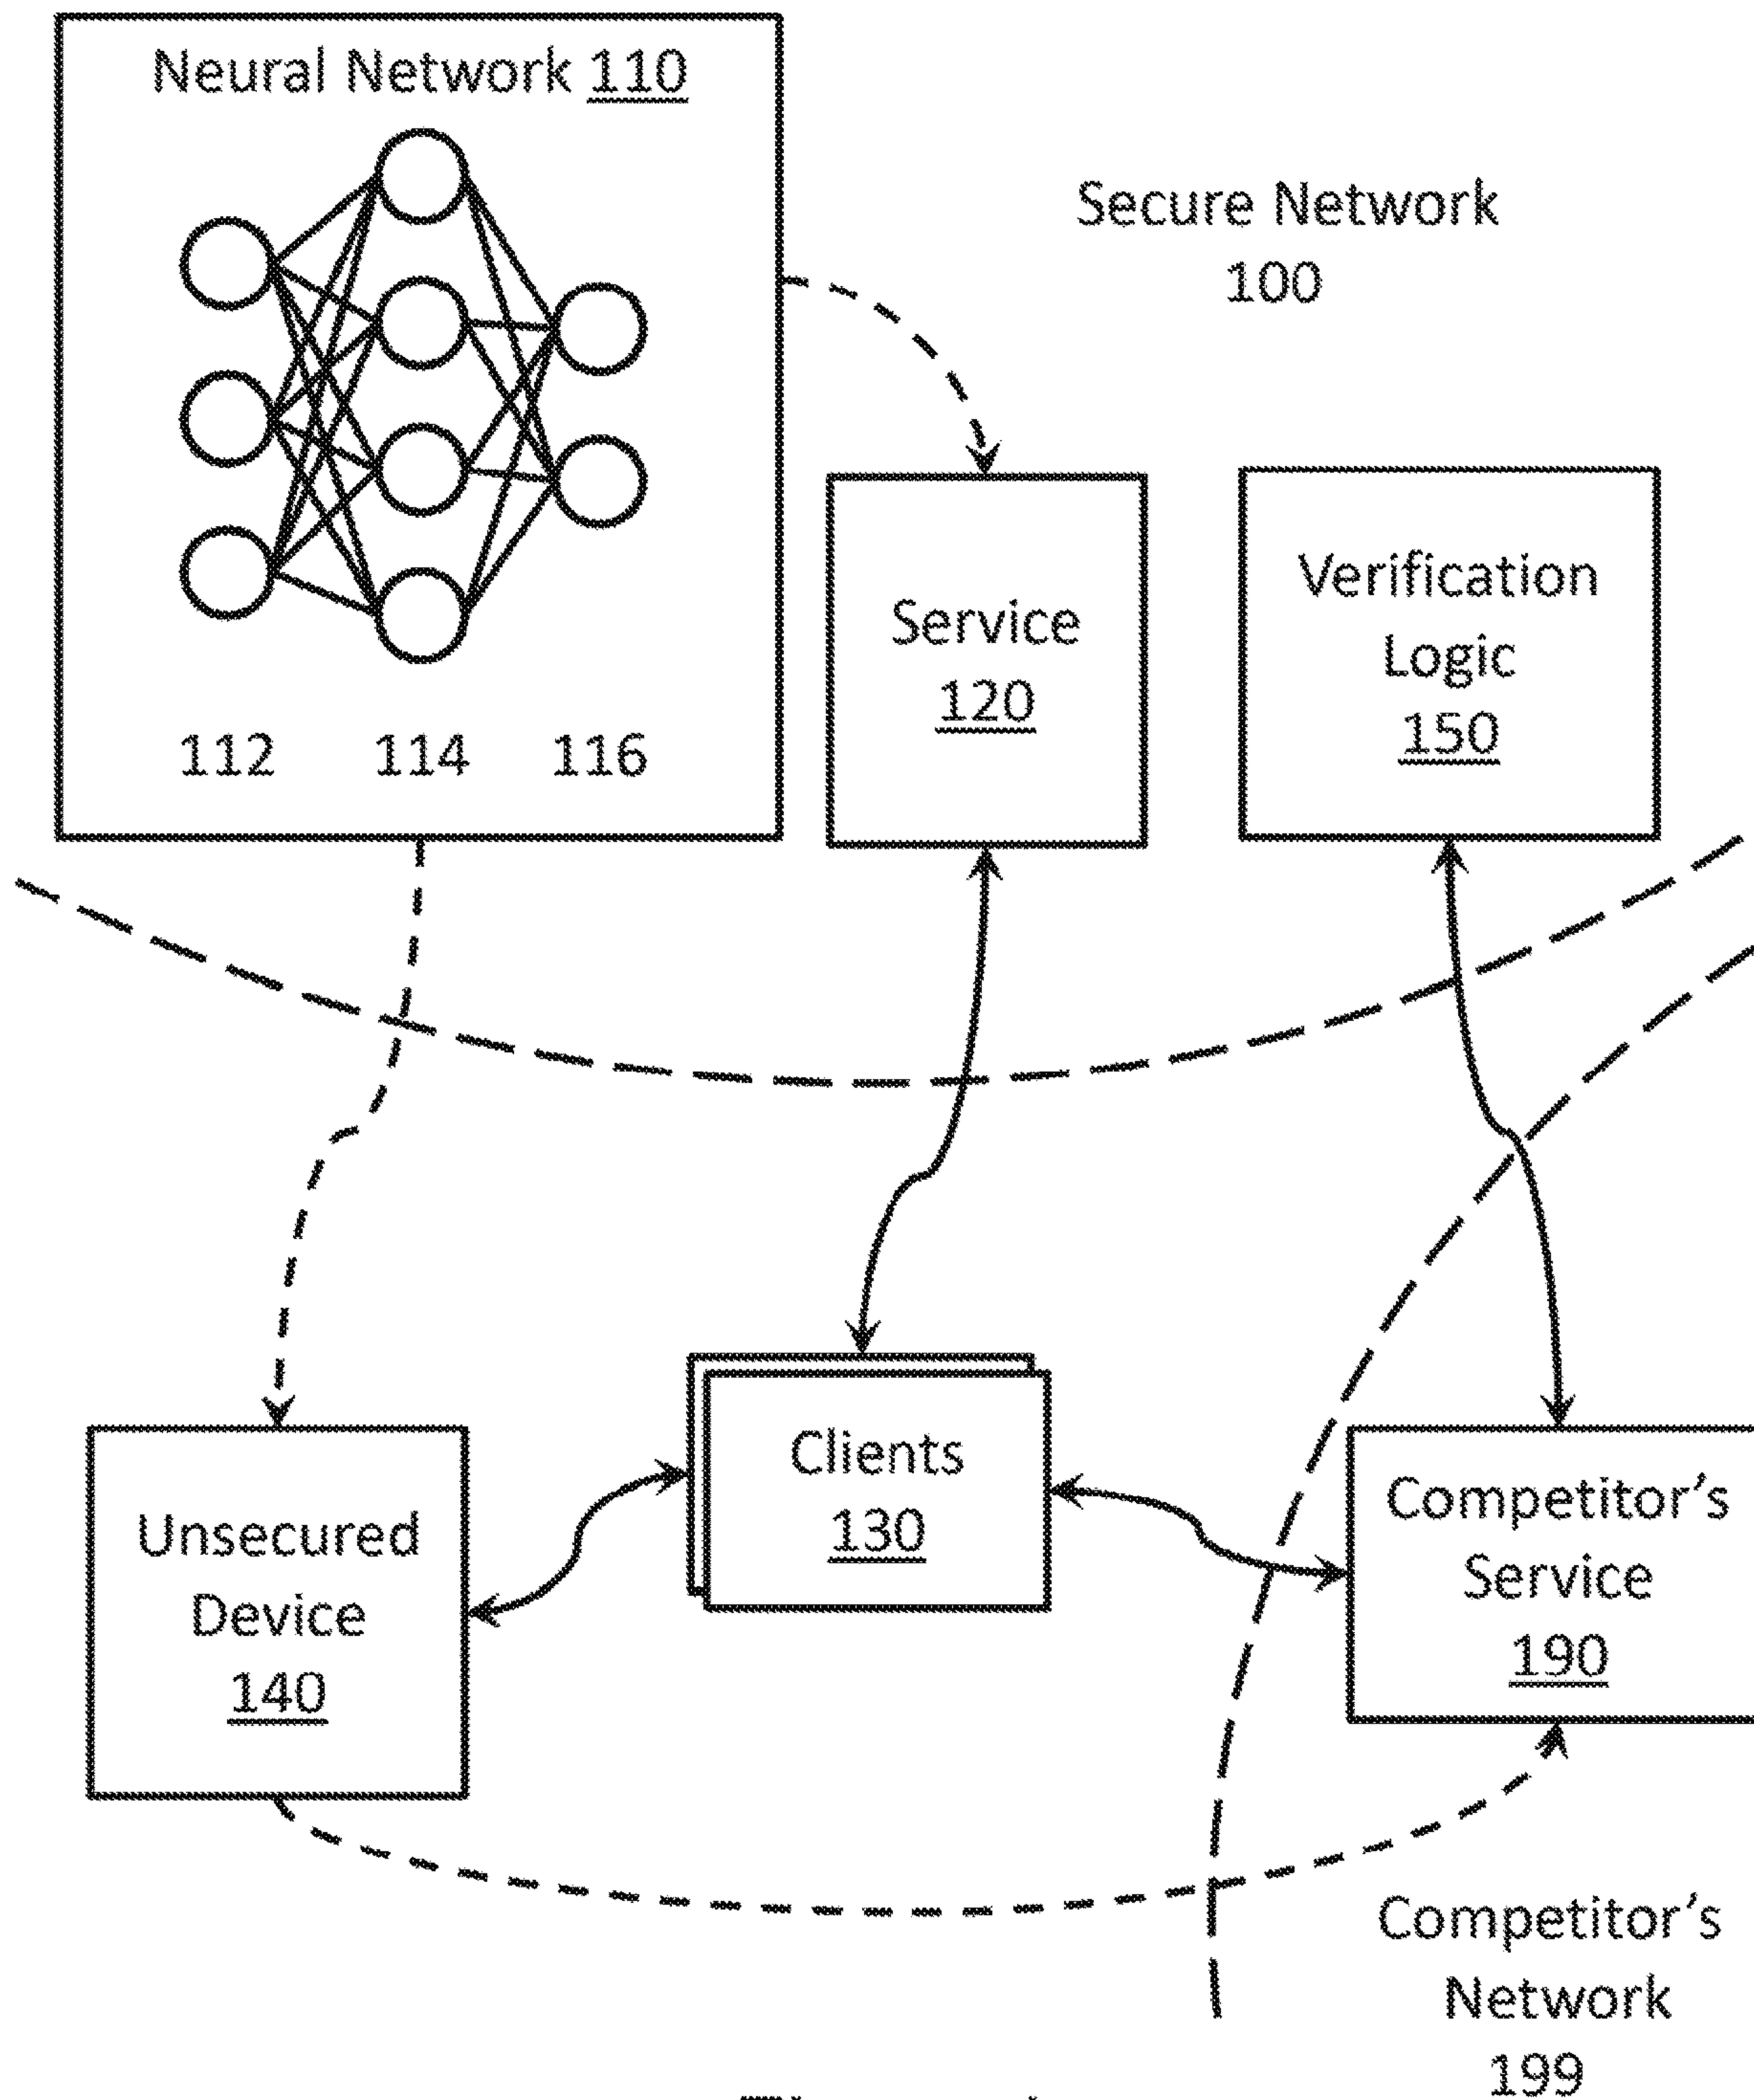 Neural Network 110
Secure Network
100
Service
120
Verification
Logic
150
112 114 116
Clients
130
Unsecured
Device
140
Competitor’s
Service
190
Competitor’s
Network
199